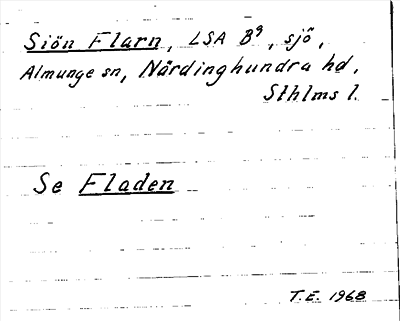 Siön Flarn, LSA B9, sjö,
Almunge sn, Närdinghundra hd,
Sthlms l.
Se Fladen
T.E. 1968